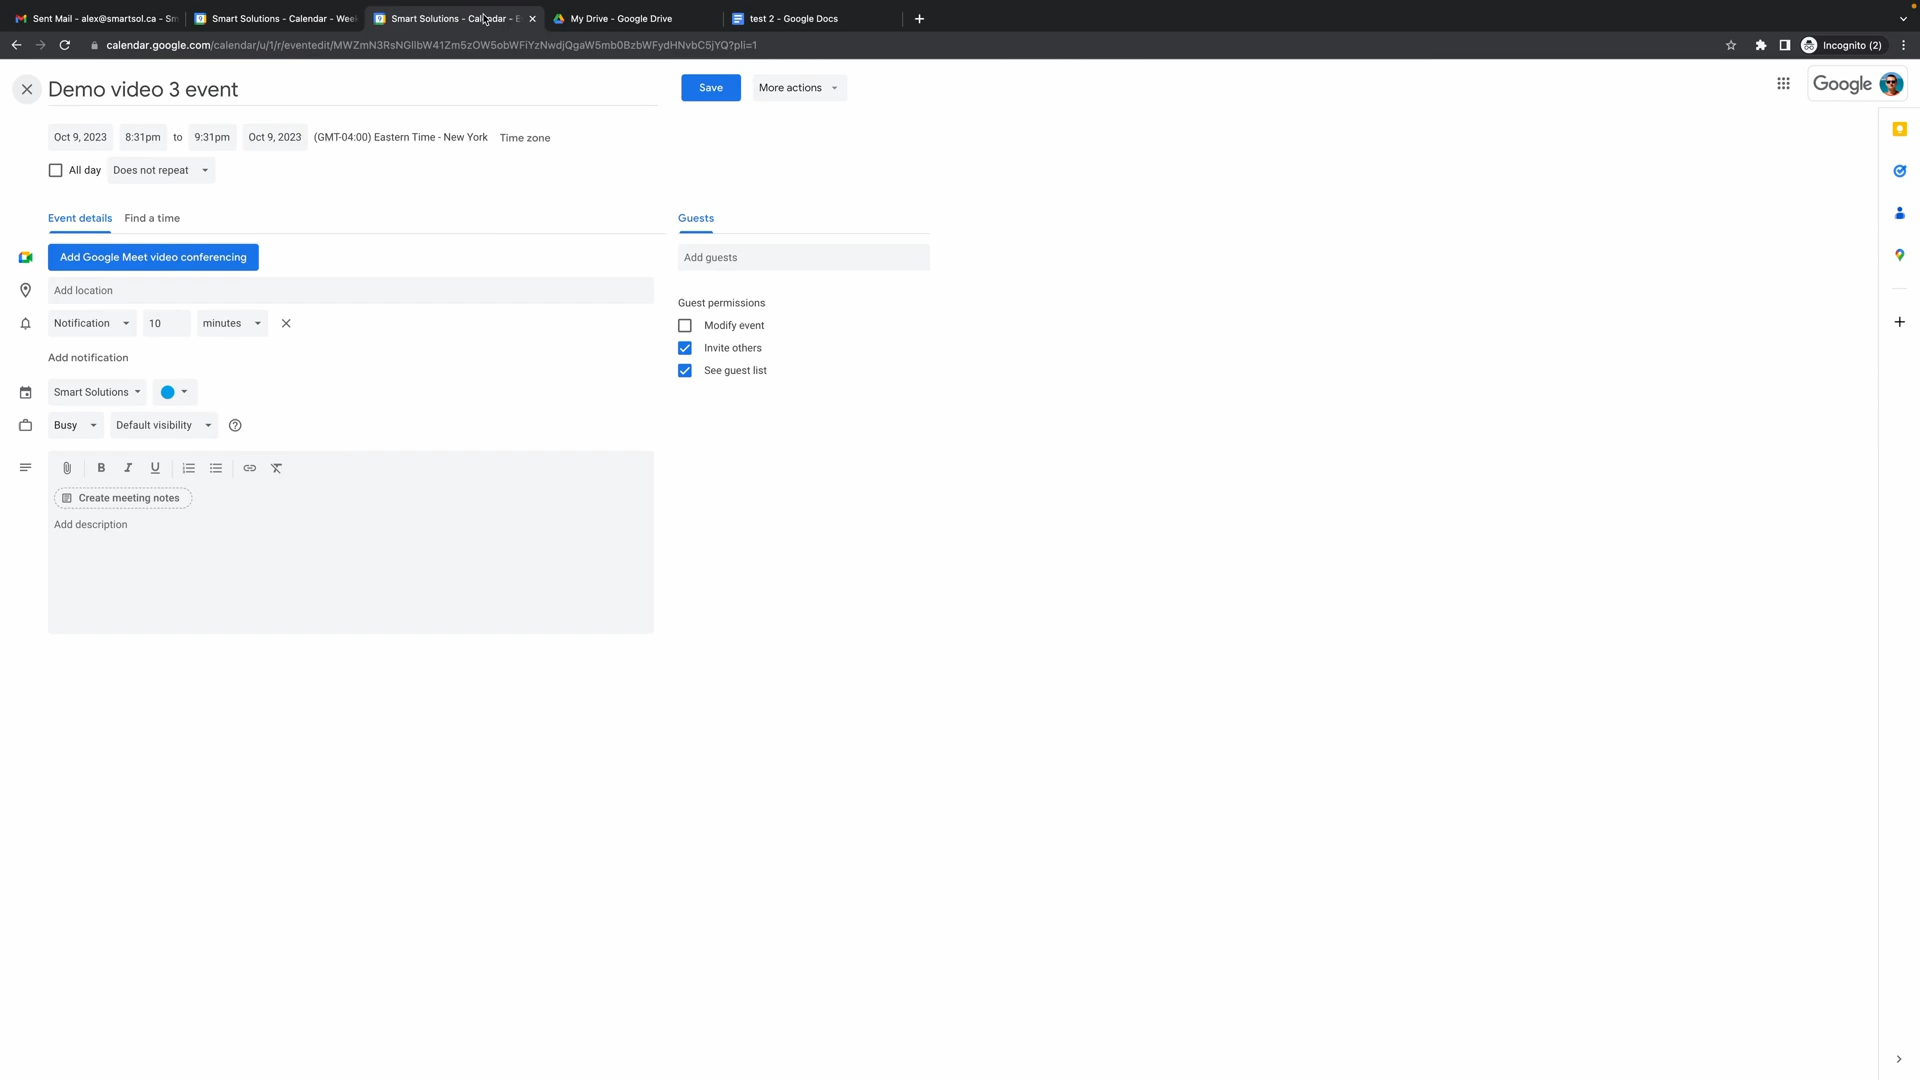 Sent Mail - alex@smartsol.ca - Sm
Smart Solutions - Calendar - Week
Smart Solutions - Calendar - E
My Drive - Google Drive
test 2 - Google Docs
calendar.google.com/calendar/u/1/r/eventedit/MWZmN3RsNGllbW41Zm5zOW5obWFiYzNwdjQgaW5mb0BzbWFydHNvbC5jYQ?pli=1
Incognito (2)
Demo video 3 event
Save
More actions
Google
Oct 9, 2023
8:31pm
to
9:31pm
Oct 9, 2023
(GMT-04:00) Eastern Time - New York
Time zone
All day
Does not repeat
Event details
Find a time
Guests
Add Google Meet video conferencing
Add guests
Add location
Guest permissions
Notification
10
minutes
Modify event
Invite others
Add notification
See guest list
Smart Solutions
Busy
Default visibility
B
I
U
Create meeting notes
Add description